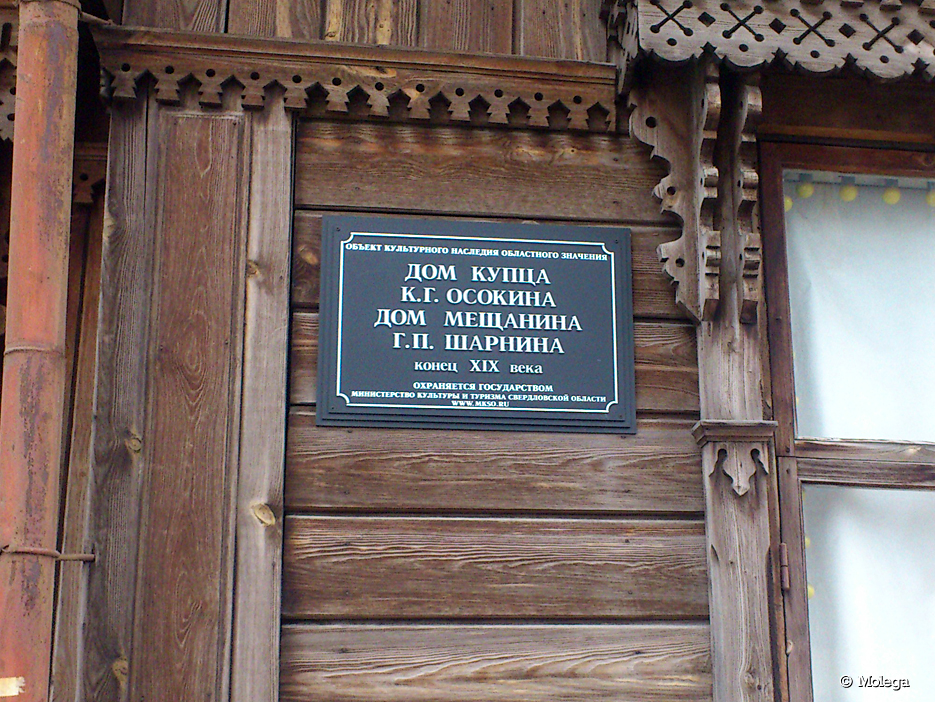 ОБЪЕКТ КУЛЬТУРНОГО НАСЛЕДИЯ ОБЛАСТНОГО ЗНАЧЕНИЯ
ДОМ КУПЦА
К.Г. ОСОКИНА
ДОМ МЕЩАНИНА
Г.П. ШАРНИНА
конец XIX века
ОХРАНЯЕТСЯ ГОСУДАРСТВОМ
МИНИСТЕРСТВО КУЛЬТУРЫ И ТУРИЗМА СВЕРДЛОВСКОЙ ОБЛАСТИ
WWW.MKSO.RU
© Molega